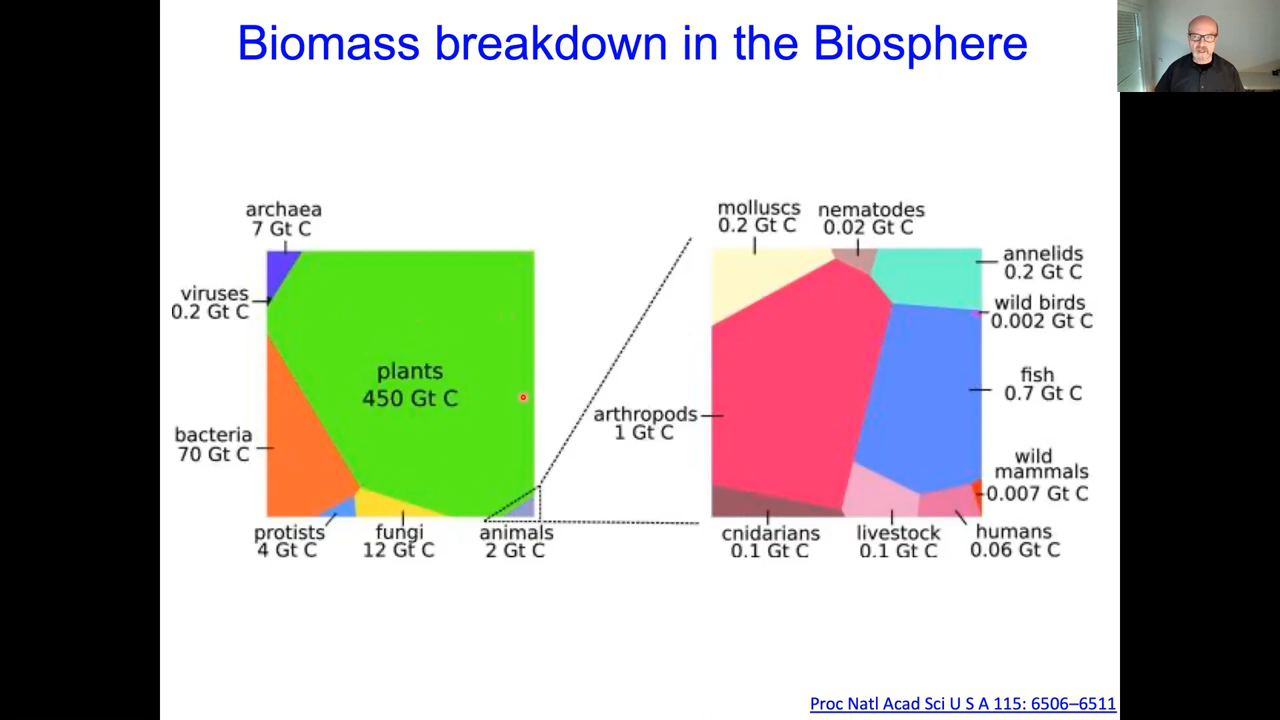 Biomass breakdown in the Biosphere
archaea
7 Gt C
viruses
0.2 Gt C
plants
450 Gt C
bacteria
70 Gt C
protists
4 Gt C
fungi
12 Gt C
animals
2 Gt C
molluscs
0.2 Gt C
nematodes
0.02 Gt C
annelids
0.2 Gt C
wild birds
0.002 Gt C
fish
0.7 Gt C
arthropods
1 Gt C
wild
mammals
0.007 Gt C
cnidarians
0.1 Gt C
livestock
0.1 Gt C
humans
0.06 Gt C
Proc Natl Acad Sci U S A 115: 6506–6511